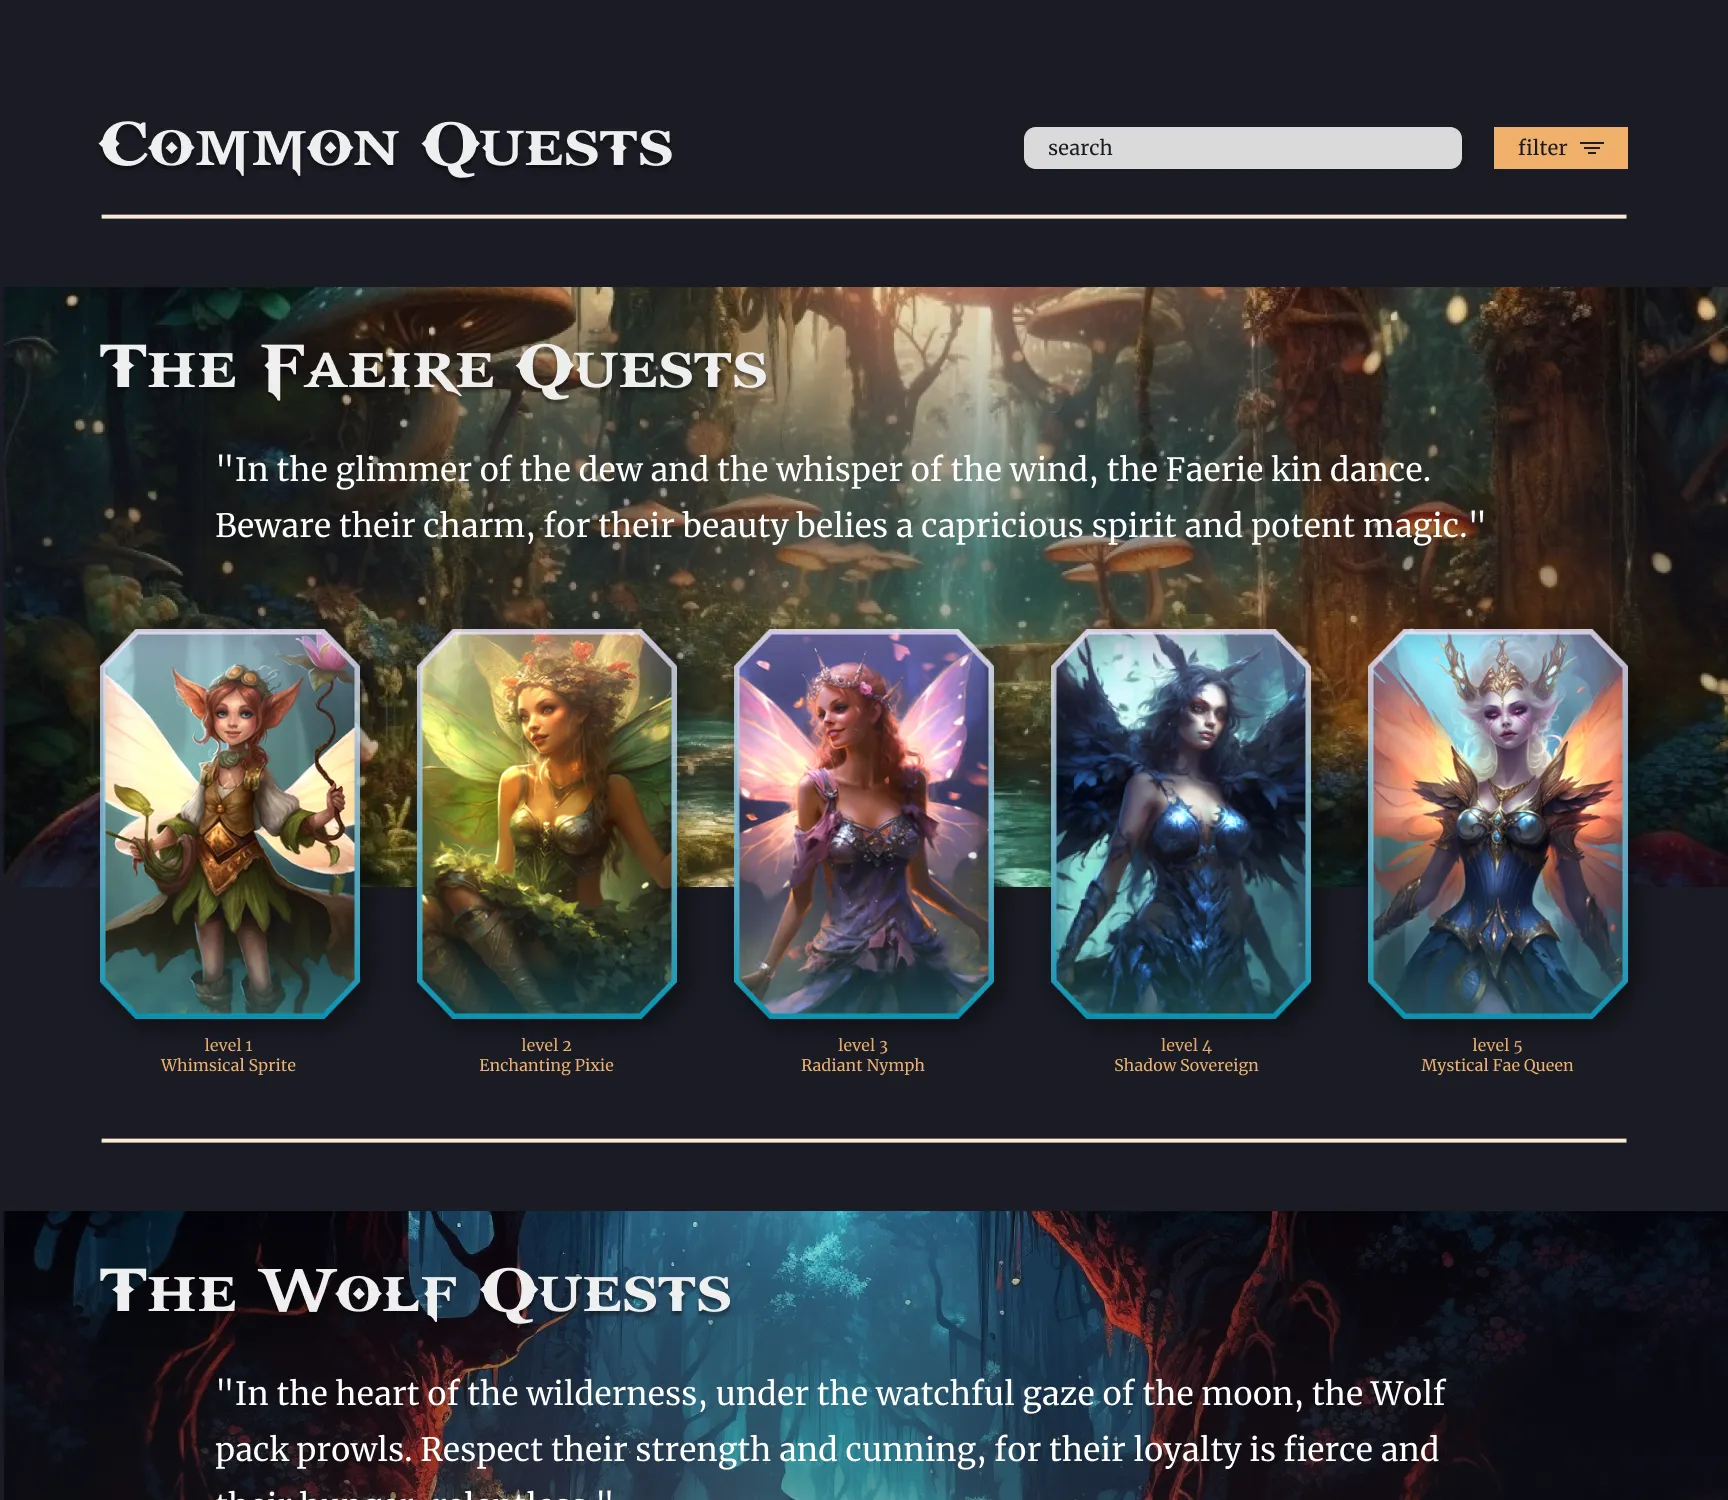 Common Quests
search
filter
The Faeire Quests
"In the glimmer of the dew and the whisper of the wind, the Faerie kin dance.
Beware their charm, for their beauty belies a capricious spirit and potent magic."
level 1
Whimsical Sprite
level 2
Enchanting Pixie
level 3
Radiant Nymph
level 4
Shadow Sovereign
level 5
Mystical Fae Queen
The Wolf Quests
"In the heart of the wilderness, under the watchful gaze of the moon, the Wolf
pack prowls. Respect their strength and cunning, for their loyalty is fierce and
their hunger, relentless."